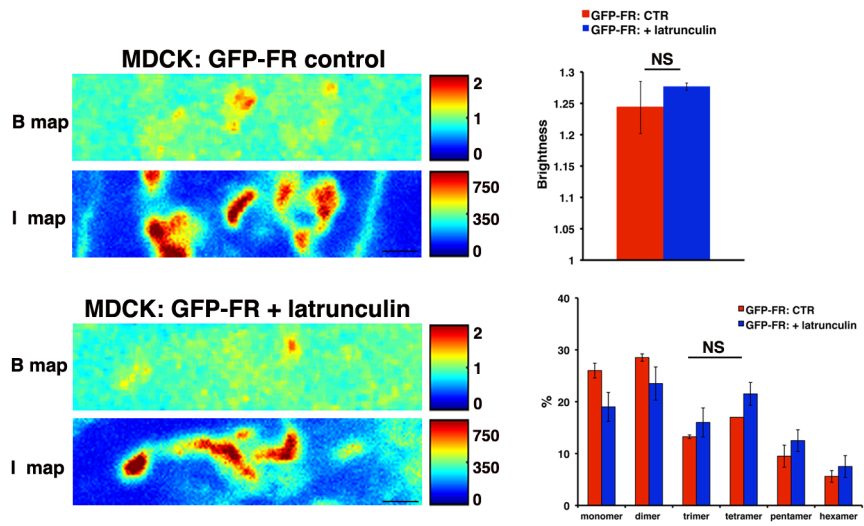 MDCK: GFP-FR control
B map
2
1
0
I map
750
350
0
GFP-FR: CTR
GFP-FR: + latrunculin
NS
Brightness
1.3
1.25
1.2
1.15
1.1
1.05
1
MDCK: GFP-FR + latrunculin
B map
2
1
0
I map
750
350
0
GFP-FR: CTR
GFP-FR: + latrunculin
NS
%
40
30
20
10
0
monomer dimer trimer tetramer pentamer hexamer